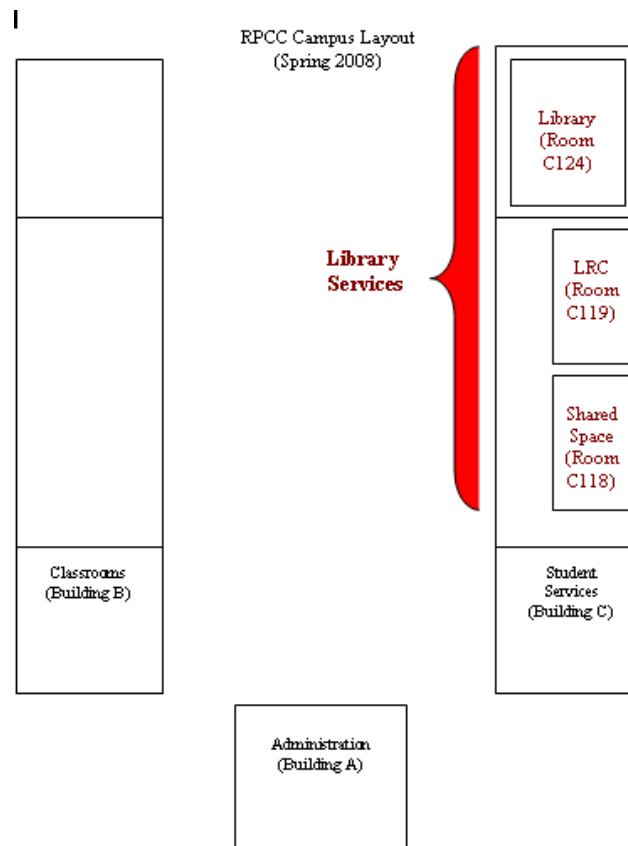 RPCC Campus Layout
(Spring 2008)
Library
(Room
C124)
Library
Services
LRC
(Room
C119)
Shared
Space
(Room
C118)
Classrooms
(Building B)
Student
Services
(Building C)
Administration
(Building A)